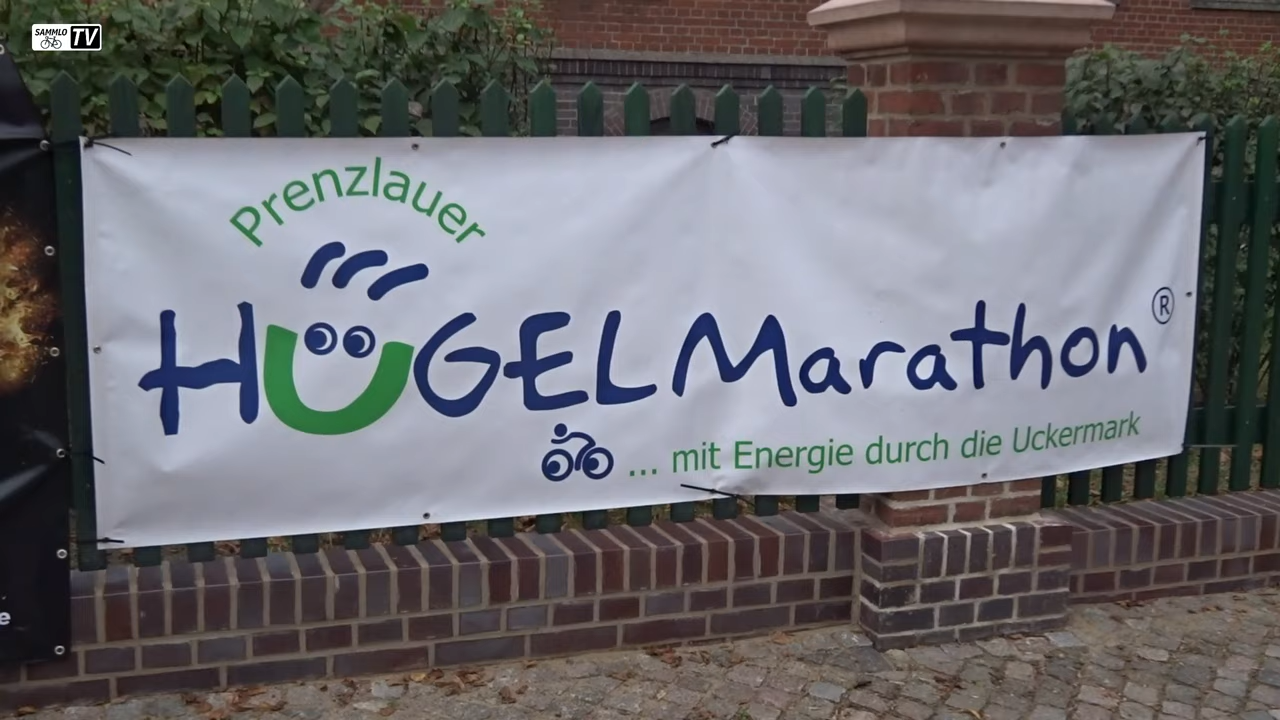 SAMMLO
TV
Prenzlauer
HÜGELMarathon®
... mit Energie durch die Uckermark
e